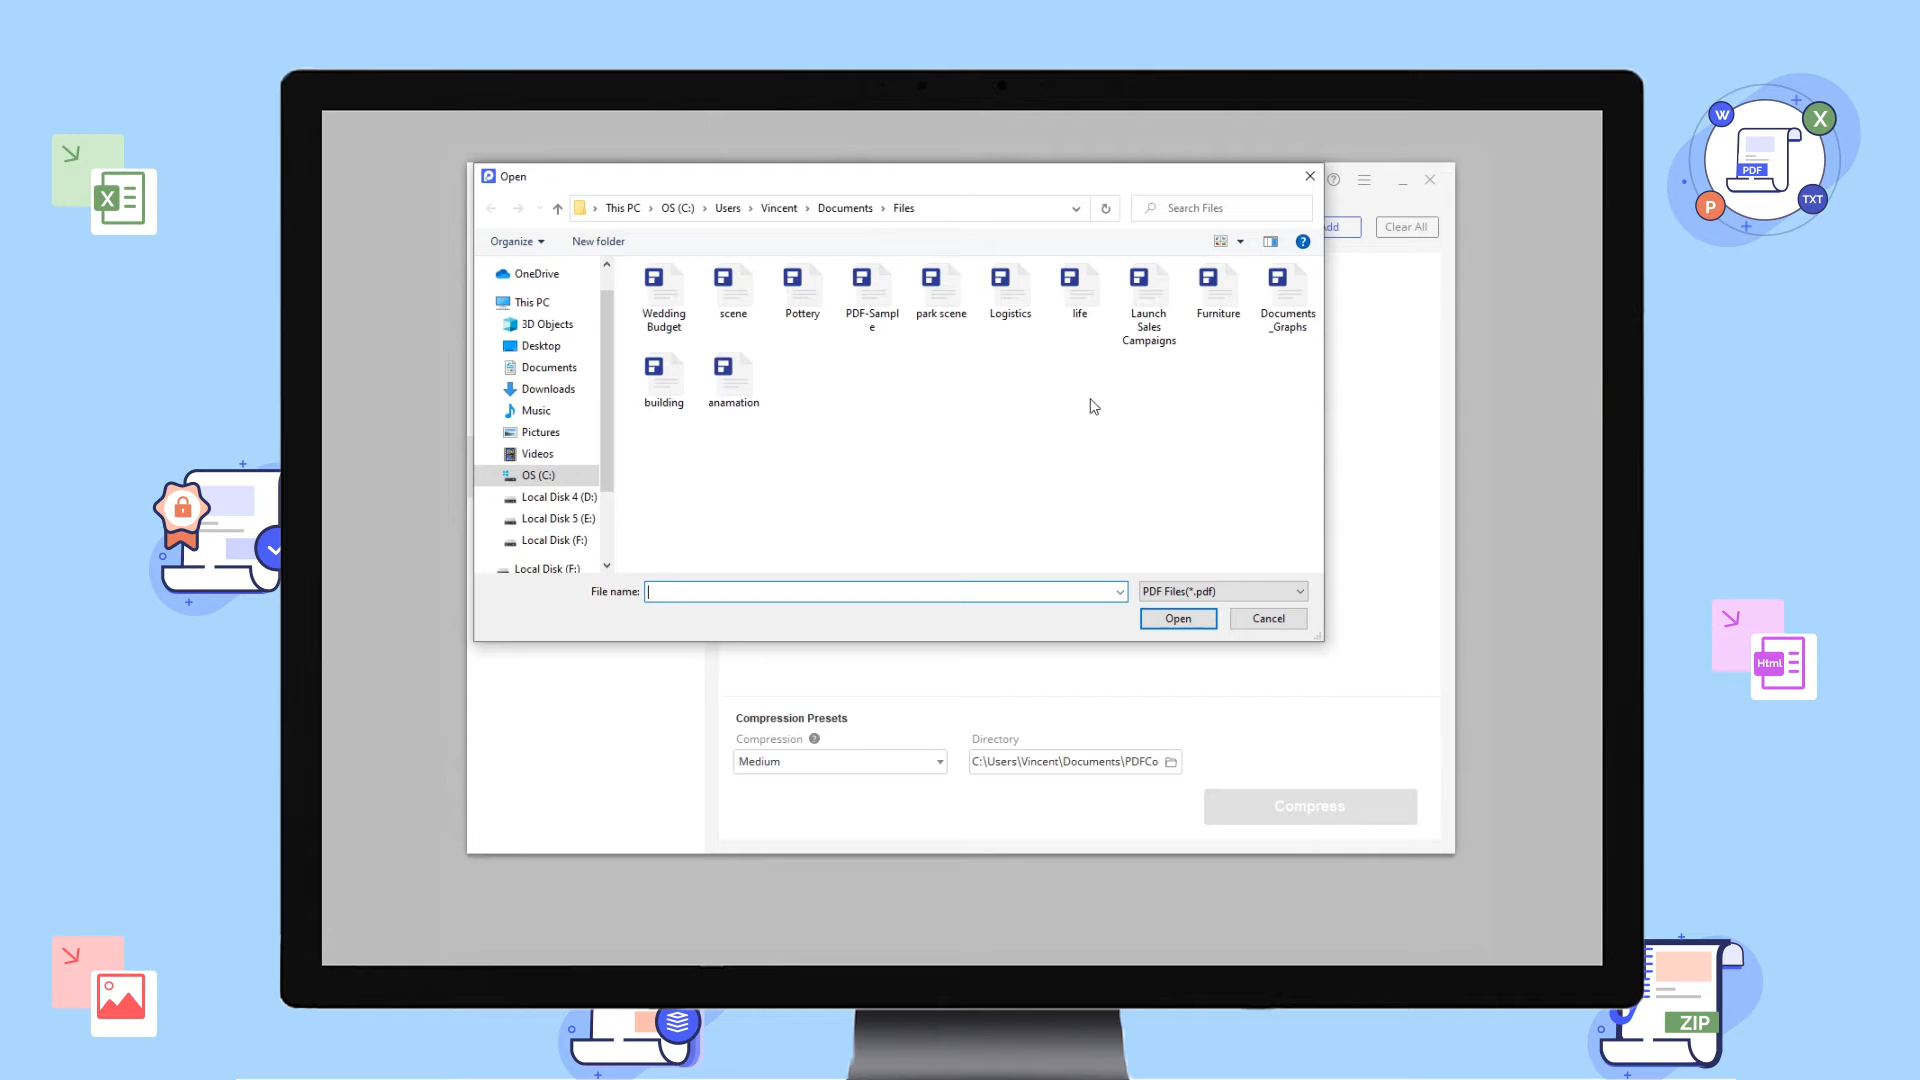 Open
This PC
OS (C:)
Users
Vincent
Documents
Files
Search Files
Clear All
Organize
New folder
OneDrive
This PC
3D Objects
Desktop
Documents
Downloads
Music
Pictures
Videos
OS (C:)
Local Disk 4 (D:)
Local Disk 5 (E:)
Local Disk (F:)
Local Disk (F:)
Wedding
Budget
scene
Pottery
PDF-Sampl
e
park scene
Logistics
life
Launch
Sales
Campaigns
Furniture
Documents
_Graphs
building
anamation
File name:
PDF Files(*.pdf)
Open
Cancel
Compression Presets
Compression
Directory
Medium
C:\Users\Vincent\Documents\PDFCo
Compress
X
W
X
PDF
P
TXT
Html
ZIP